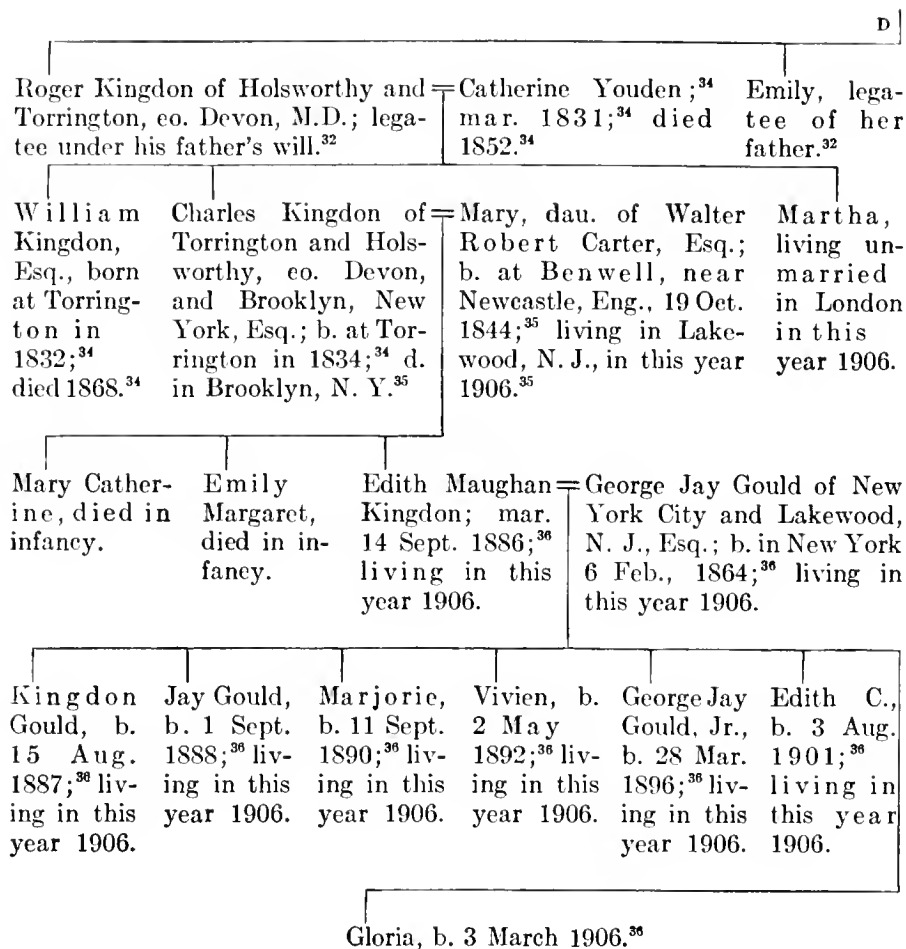 D
Roger Kingdon of Holsworthy and
Torrington, co. Devon, M.D.; lega-
tee under his father's will.³²
=
Catherine Youden;³⁴
mar. 1831;³⁴ died
1852.³⁴
Emily, lega-
tee of her
father.³²
William
Kingdon,
Esq., born
at Torring-
ton in
1832;³⁴
died 1868.³⁴
Charles Kingdon of
Torrington and Hols-
worthy, co. Devon,
and Brooklyn, New
York, Esq.; b. at Tor-
rington in 1834;³⁴ d.
in Brooklyn, N. Y.³⁵
=
Mary, dau. of Walter
Robert Carter, Esq.;
b. at Benwell, near
Newcastle, Eng., 19 Oct.
1844;³⁵ living in Lake-
wood, N. J., in this year
1906.³⁵
Martha,
living un-
married
in London
in this
year 1906.
Mary Cather-
ine, died in
infancy.
Emily
Margaret,
died in in-
fancy.
Edith Maughan
Kingdon; mar.
14 Sept. 1886;³⁶
living in this
year 1906.
=
George Jay Gould of New
York City and Lakewood,
N. J., Esq.; b. in New York
6 Feb., 1864;³⁶ living in
this year 1906.
Kingdon
Gould, b.
15 Aug.
1887;³⁶ liv-
ing in this
year 1906.
Jay Gould,
b. 1 Sept.
1888;³⁶ liv-
ing in this
year 1906.
Marjorie,
b. 11 Sept.
1890;³⁶ liv-
ing in this
year 1906.
Vivien, b.
2 May
1892;³⁶ liv-
ing in this
year 1906.
George Jay
Gould, Jr.,
b. 28 Mar.
1896;³⁶ liv-
ing in this
year 1906.
Edith C.,
b. 3 Aug.
1901;³⁶
living in
this year
1906.
Gloria, b. 3 March 1906.³⁶